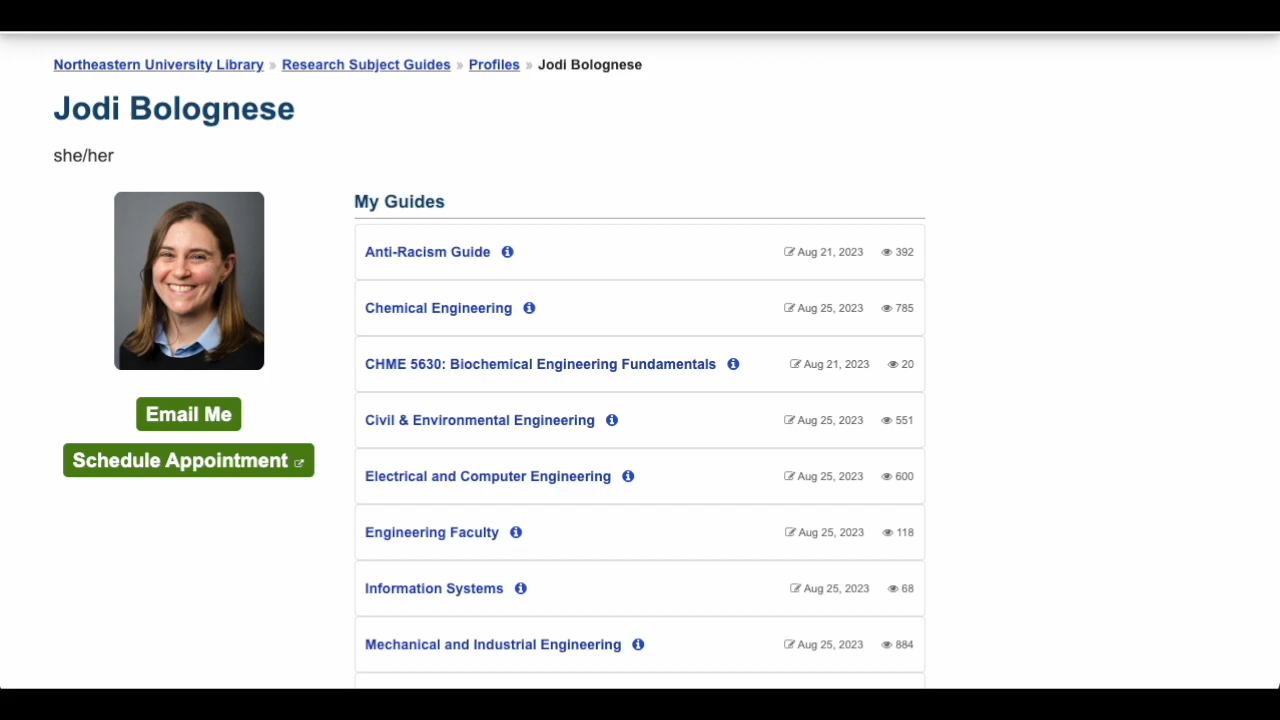 Northeastern University Library » Research Subject Guides » Profiles » Jodi Bolognese
Jodi Bolognese
she/her
My Guides
Anti-Racism Guide Aug 21, 2023 392
Chemical Engineering Aug 25, 2023 785
CHME 5630: Biochemical Engineering Fundamentals Aug 21, 2023 20
Civil & Environmental Engineering Aug 25, 2023 551
Electrical and Computer Engineering Aug 25, 2023 600
Engineering Faculty Aug 25, 2023 118
Information Systems Aug 25, 2023 68
Mechanical and Industrial Engineering Aug 25, 2023 884
Email Me
Schedule Appointment